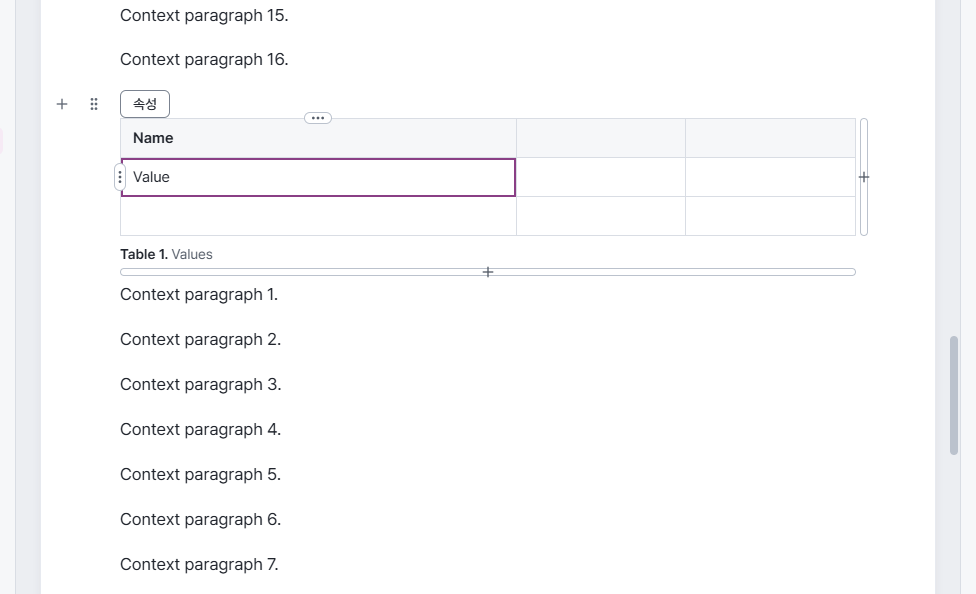 Context paragraph 15.
Context paragraph 16.
속성
Name
Value
Table 1. Values
Context paragraph 1.
Context paragraph 2.
Context paragraph 3.
Context paragraph 4.
Context paragraph 5.
Context paragraph 6.
Context paragraph 7.